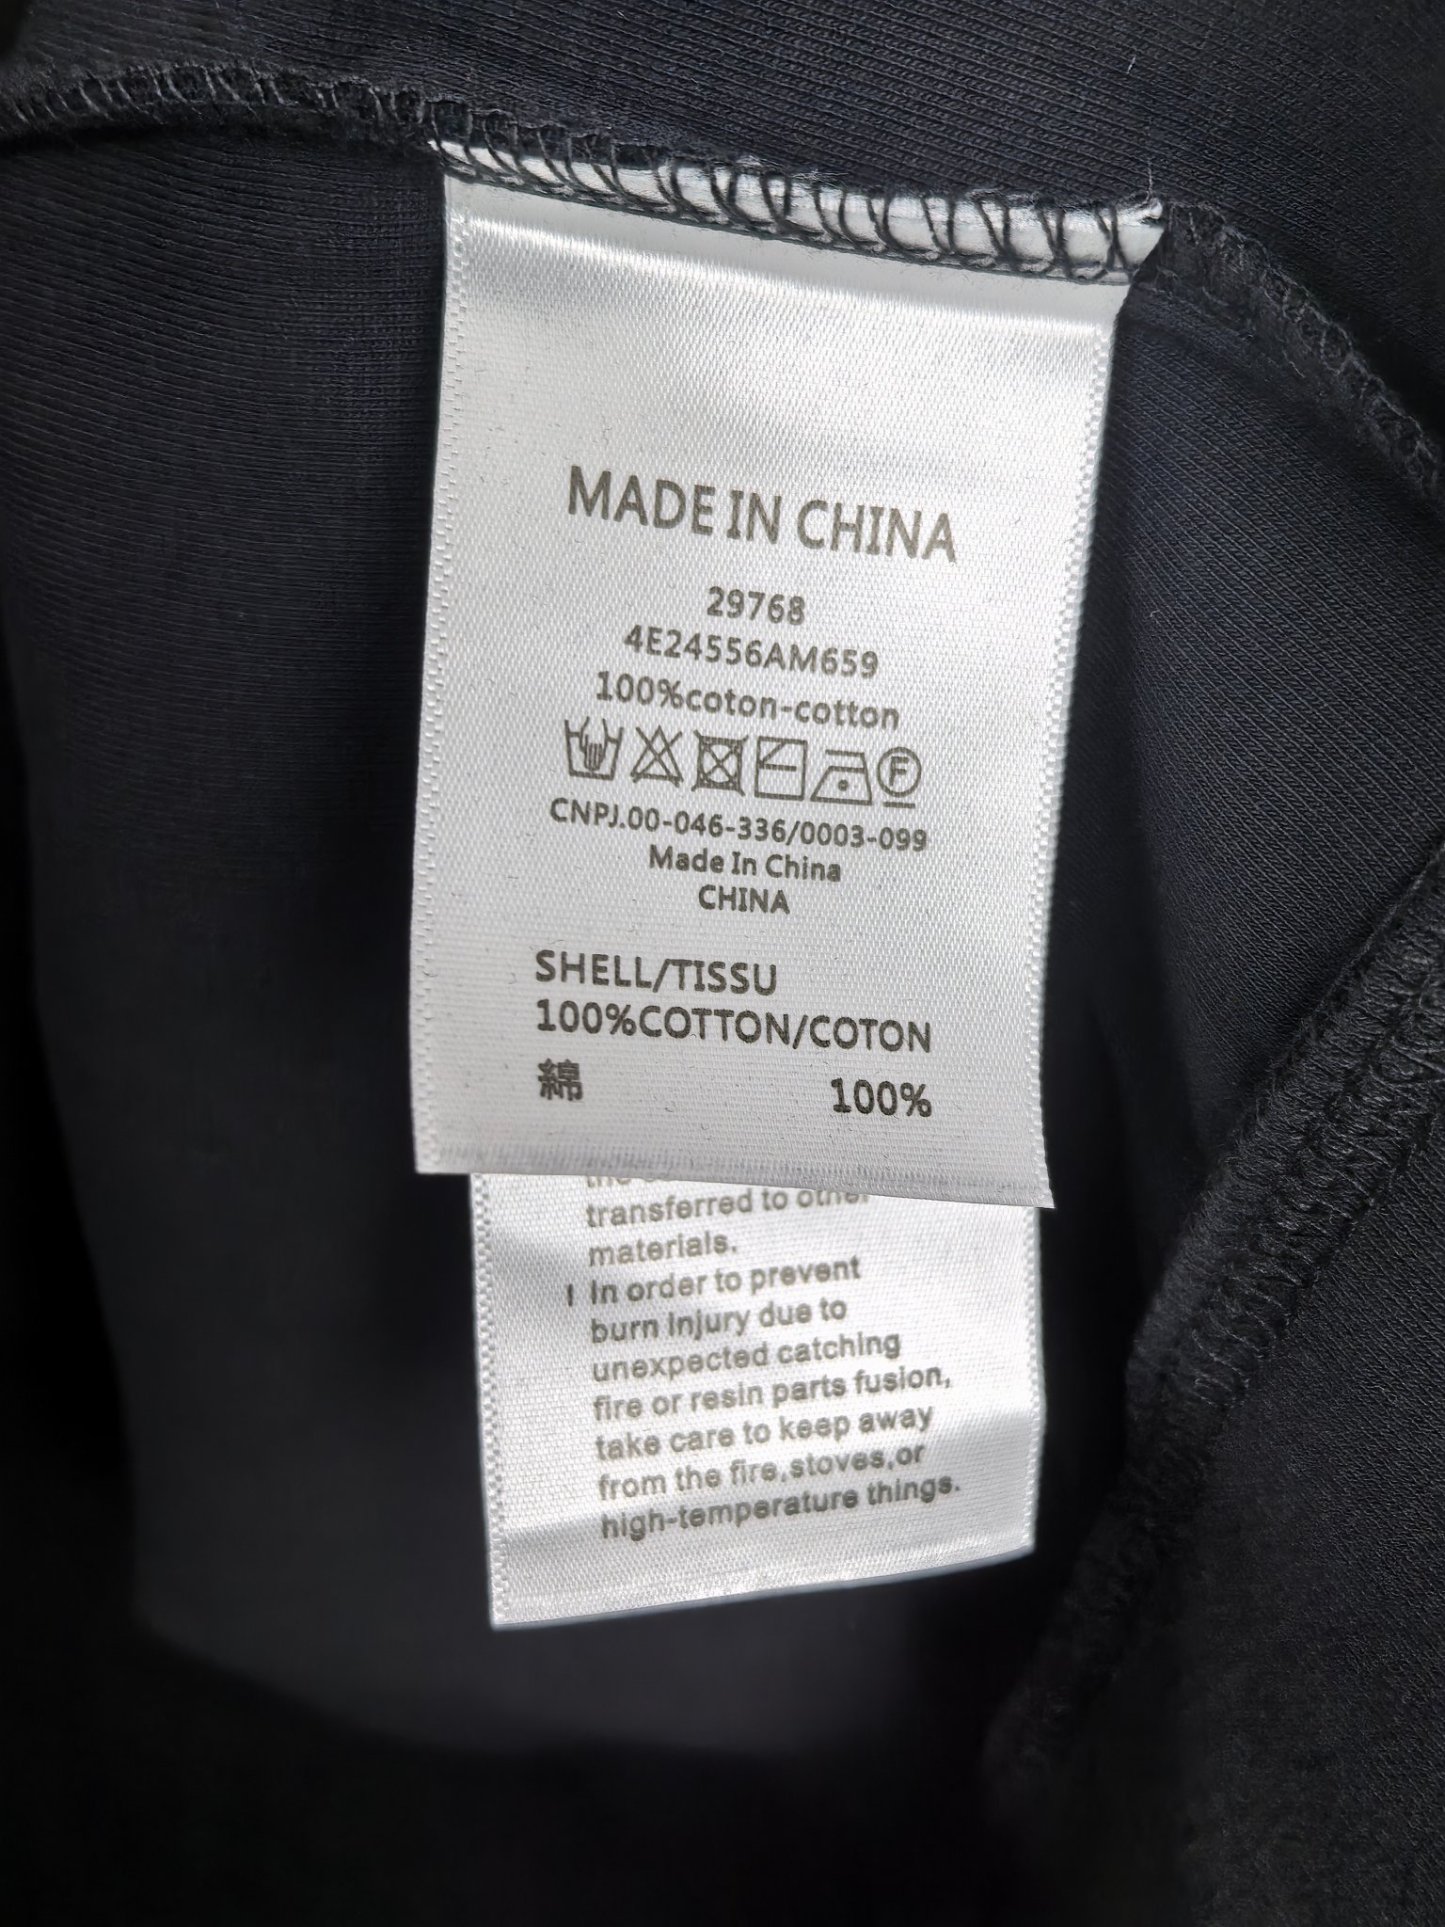 MADE IN CHINA
29768
4E24556AM659
100%coton-cotton
F
CNPJ.00-046-336/0003-099
Made In China
CHINA
SHELL/TISSU
100%COTTON/COTON
綿 100%
transferred to other
materials.
I In order to prevent
burn Injury due to
unexpected catching
fire or resin parts fusion,
take care to keep away
from the fire,stoves,or
high-temperature things.